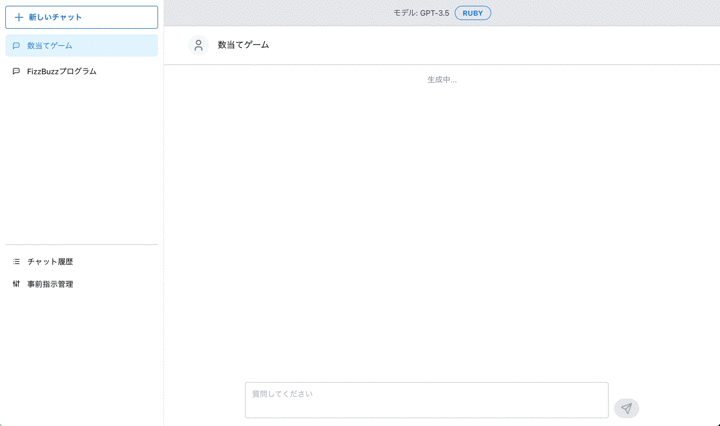 新しいチャット
数当てゲーム
FizzBuzzプログラム
チャット履歴
事前指示管理
モデル: GPT-3.5 RUBY
数当てゲーム
生成中...
質問してください